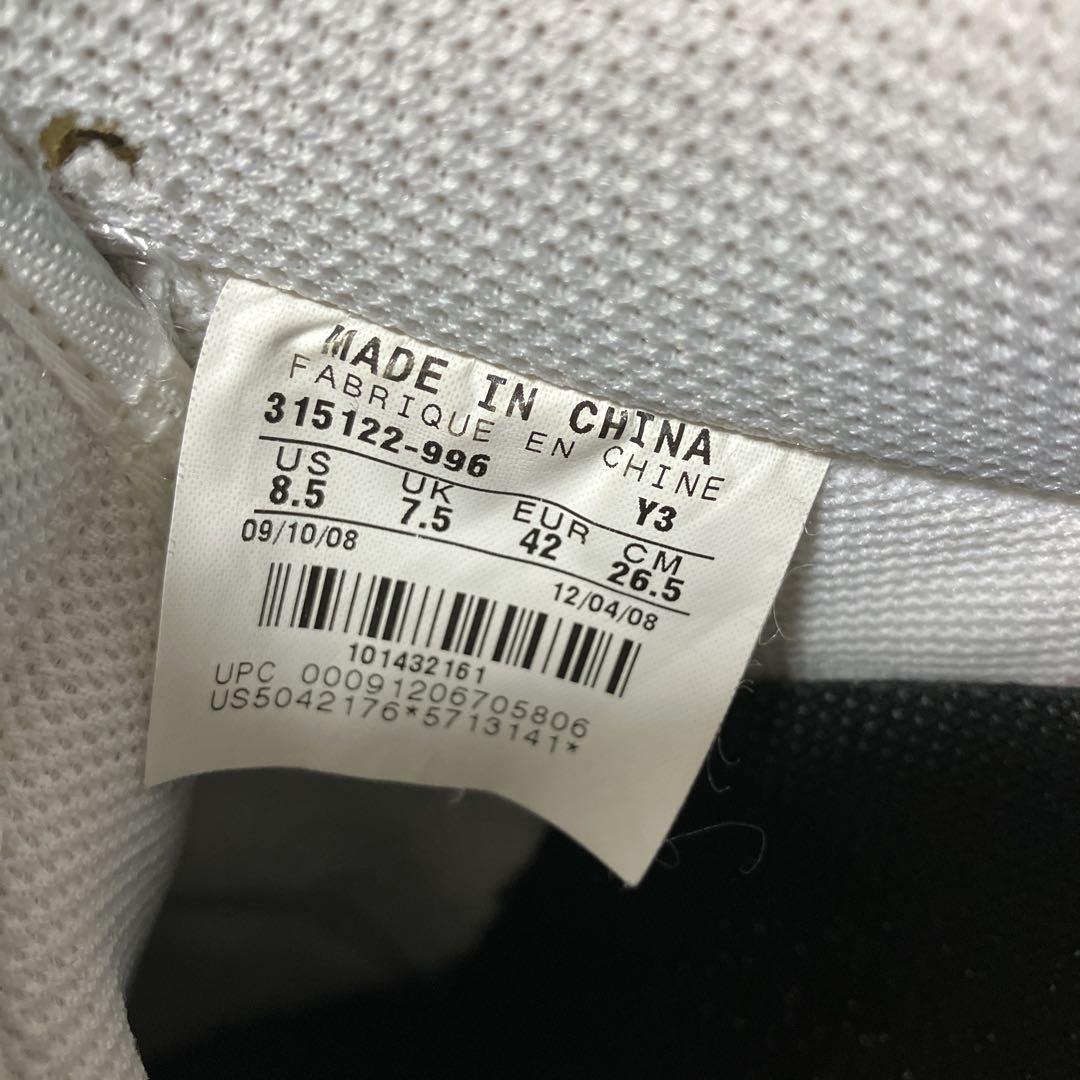 MADE IN CHINA
FABRIQUE EN CHINE
315122-996 Y3
US UK EUR CM
8.5 7.5 42 26.5
09/10/08 12/04/08
101432161
UPC 00091206705806
US5042176*5713141*